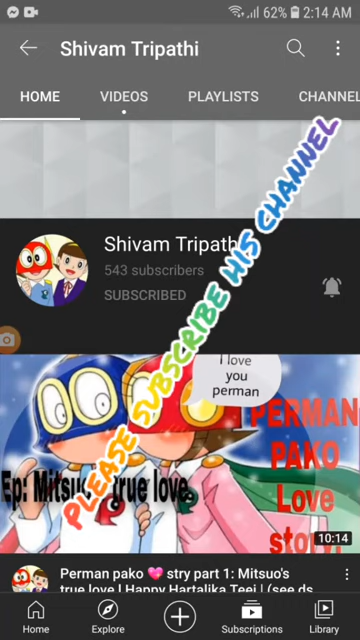 62% 2:14 AM
Shivam Tripathi
HOME VIDEOS PLAYLISTS CHANNEL
PLEASE SUBSCRIBE HIS CHANNEL
Shivam Tripath
543 subscribers
SUBSCRIBED
I love
you
perman
PERMAN
PAKO
Love
story
Ep: Mitsuo true love
10:14
Perman pako 💖 stry part 1: Mitsuo's
true love | Happy Hartalika Teej | (see ds
Home Explore Subscriptions Library